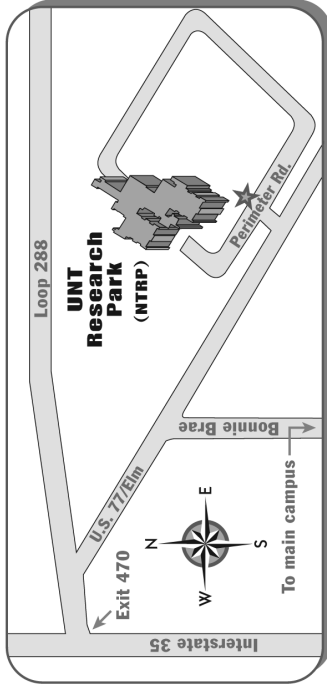 Loop 288
UNT
Research
Park
(NTRP)
Perimeter Rd.
U.S. 77/Elm
Bonnie Brae
To main campus
N
E
S
W
Exit 470
Interstate 35